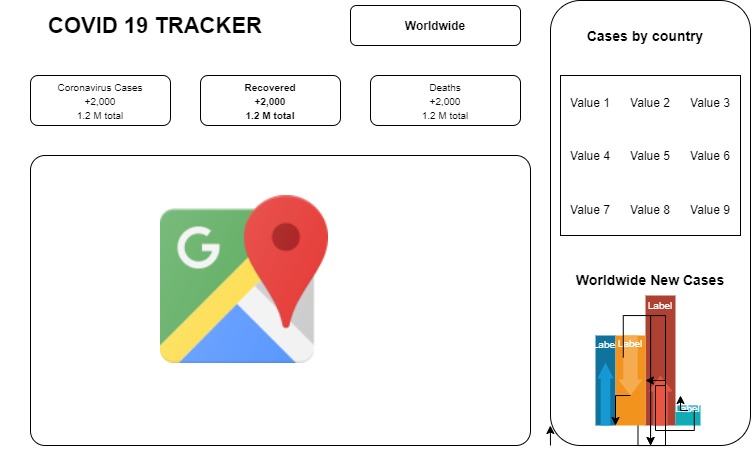 COVID 19 TRACKER
Worldwide
Coronavirus Cases
+2,000
1.2 M total
Recovered
+2,000
1.2 M total
Deaths
+2,000
1.2 M total
G
Cases by country
Value 1 Value 2 Value 3
Value 4 Value 5 Value 6
Value 7 Value 8 Value 9
Worldwide New Cases
Label
Labe Label
Label